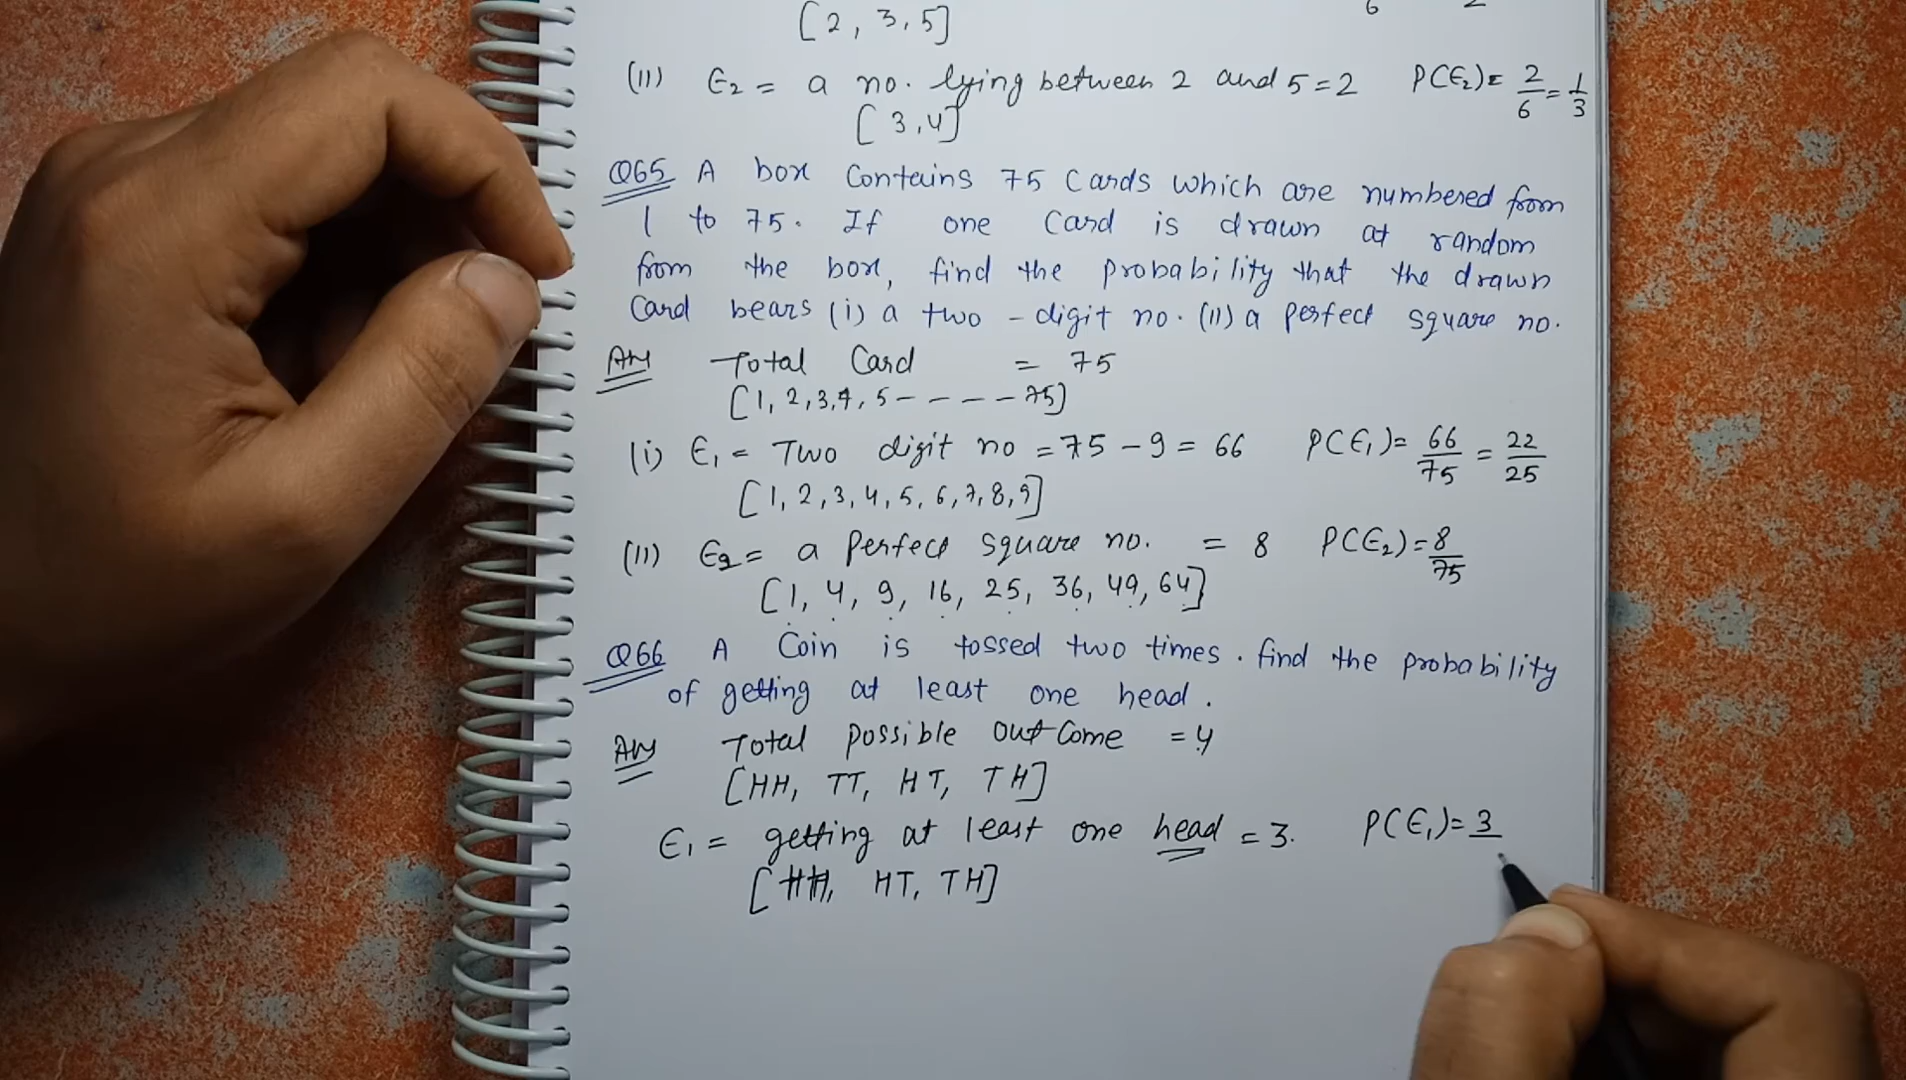 [2, 3, 5]
6 2
(11) E₂ = a no. lying between 2 and 5 = 2 P(E₂) = 2/6 = 1/3
[3, 4]
Q65 A box Contains 75 Cards which are numbered from
1 to 75. If one Card is drawn at random
from the box, find the probability that the drawn
Card bears (i) a two - digit no. (11) a perfect square no.
Ans Total Card = 75
[1, 2, 3, 4, 5 - - - - 75]
(i) E₁ = Two digit no = 75 - 9 = 66 P(E₁) = 66/75 = 22/25
[1, 2, 3, 4, 5, 6, 7, 8, 9]
(11) E₂ = a Perfect square no. = 8 P(E₂) = 8/75
[1, 4, 9, 16, 25, 36, 49, 64]
Q66 A Coin is tossed two times. find the probability
of getting at least one head.
Ans Total possible out Come = 4
[HH, TT, HT, TH]
E₁ = getting at least one head = 3. P(E₁) = 3
[HH, HT, TH]